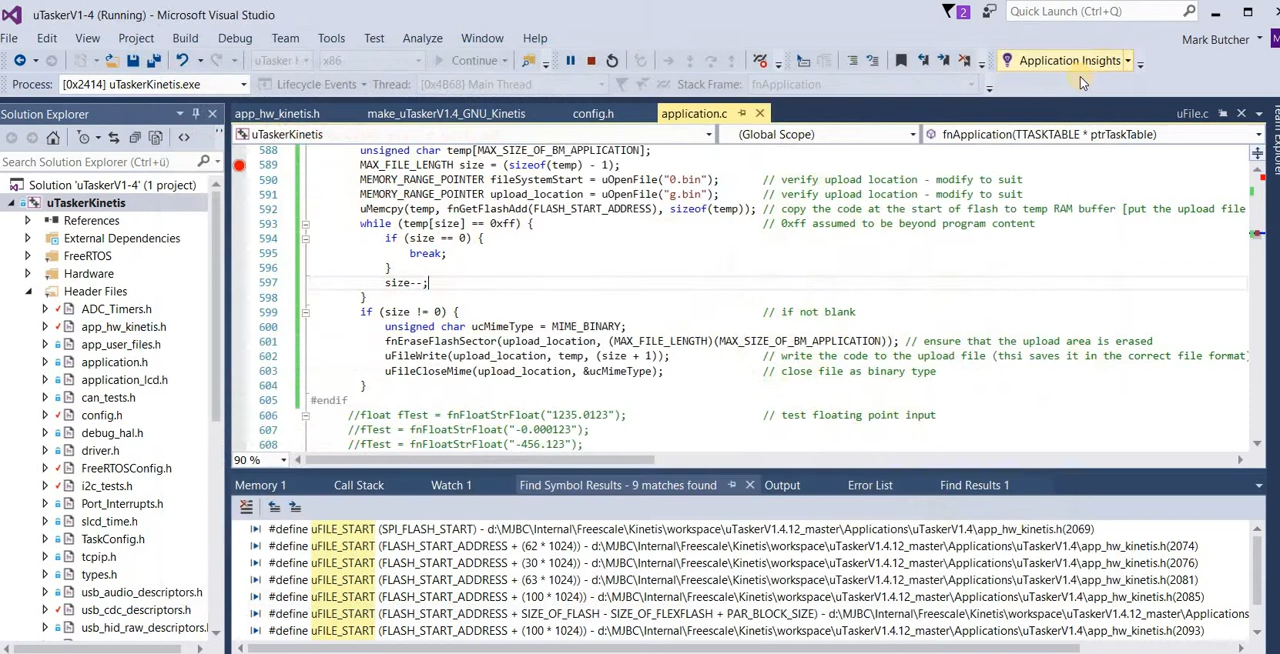 uTaskerV1-4 (Running) - Microsoft Visual Studio
2
Quick Launch (Ctrl+Q)
File Edit View Project Build Debug Team Tools Test Analyze Window Help
Mark Butcher
x86
Continue
Application Insights
Process: [0x2414] uTaskerKinetis.exe
Lifecycle Events
Thread: [0x4B68] Main Thread
Stack Frame: fnApplication
Solution Explorer
app_hw_kinetis.h make_uTaskerV1.4_GNU_Kinetis config.h application.c uFile.c
uTaskerKinetis (Global Scope) fnApplication(TTASKTABLE * ptrTaskTable)
Search Solution Explorer (Ctrl+ü)
Solution 'uTaskerV1-4' (1 project)
uTaskerKinetis
References
External Dependencies
FreeRTOS
Hardware
Header Files
ADC_Timers.h
app_hw_kinetis.h
app_user_files.h
application.h
application_lcd.h
can_tests.h
config.h
debug_hal.h
driver.h
FreeRTOSConfig.h
i2c_tests.h
Port_Interrupts.h
slcd_time.h
TaskConfig.h
tcpip.h
types.h
usb_audio_descriptors.h
usb_cdc_descriptors.h
usb_hid_raw_descriptors.h
588 unsigned char temp[MAX_SIZE_OF_BM_APPLICATION];
589 MAX_FILE_LENGTH size = (sizeof(temp) - 1);
590 MEMORY_RANGE_POINTER fileSystemStart = uOpenFile("0.bin"); // verify upload location - modify to suit
591 MEMORY_RANGE_POINTER upload_location = uOpenFile("g.bin"); // verify upload location - modify to suit
592 uMemcpy(temp, fnGetFlashAdd(FLASH_START_ADDRESS), sizeof(temp)); // copy the code at the start of flash to temp RAM buffer [put the upload file
593 while (temp[size] == 0xff) { // 0xff assumed to be beyond program content
594 if (size == 0) {
595 break;
596 }
597 size--;
598 }
599 if (size != 0) { // if not blank
600 unsigned char ucMimeType = MIME_BINARY;
601 fnEraseFlashSector(upload_location, (MAX_FILE_LENGTH)(MAX_SIZE_OF_BM_APPLICATION)); // ensure that the upload area is erased
602 uFileWrite(upload_location, temp, (size + 1)); // write the code to the upload file (thsi saves it in the correct file format)
603 uFileCloseMime(upload_location, &ucMimeType); // close file as binary type
604 }
605 #endif
606 //float fTest = fnFloatStrFloat("1235.0123"); // test floating point input
607 //fTest = fnFloatStrFloat("-0.000123");
608 //fTest = fnFloatStrFloat("-456.123");
90 %
Memory 1 Call Stack Watch 1 Find Symbol Results - 9 matches found Output Error List Find Results 1
#define uFILE_START (SPI_FLASH_START) - d:\MJBC\Internal\Freescale\Kinetis\workspace\uTaskerV1.4.12_master\Applications\uTaskerV1.4\app_hw_kinetis.h(2069)
#define uFILE_START (FLASH_START_ADDRESS + (62 * 1024)) - d:\MJBC\Internal\Freescale\Kinetis\workspace\uTaskerV1.4.12_master\Applications\uTaskerV1.4\app_hw_kinetis.h(2074)
#define uFILE_START (FLASH_START_ADDRESS + (30 * 1024)) - d:\MJBC\Internal\Freescale\Kinetis\workspace\uTaskerV1.4.12_master\Applications\uTaskerV1.4\app_hw_kinetis.h(2076)
#define uFILE_START (FLASH_START_ADDRESS + (63 * 1024)) - d:\MJBC\Internal\Freescale\Kinetis\workspace\uTaskerV1.4.12_master\Applications\uTaskerV1.4\app_hw_kinetis.h(2081)
#define uFILE_START (FLASH_START_ADDRESS + (100 * 1024)) - d:\MJBC\Internal\Freescale\Kinetis\workspace\uTaskerV1.4.12_master\Applications\uTaskerV1.4\app_hw_kinetis.h(2085)
#define uFILE_START (FLASH_START_ADDRESS + SIZE_OF_FLASH - SIZE_OF_FLEXFLASH + PAR_BLOCK_SIZE) - d:\MJBC\Internal\Freescale\Kinetis\workspace\uTaskerV1.4.12_master\Applications
#define uFILE_START (FLASH_START_ADDRESS + (100 * 1024)) - d:\MJBC\Internal\Freescale\Kinetis\workspace\uTaskerV1.4.12_master\Applications\uTaskerV1.4\app_hw_kinetis.h(2093)
Team Explorer